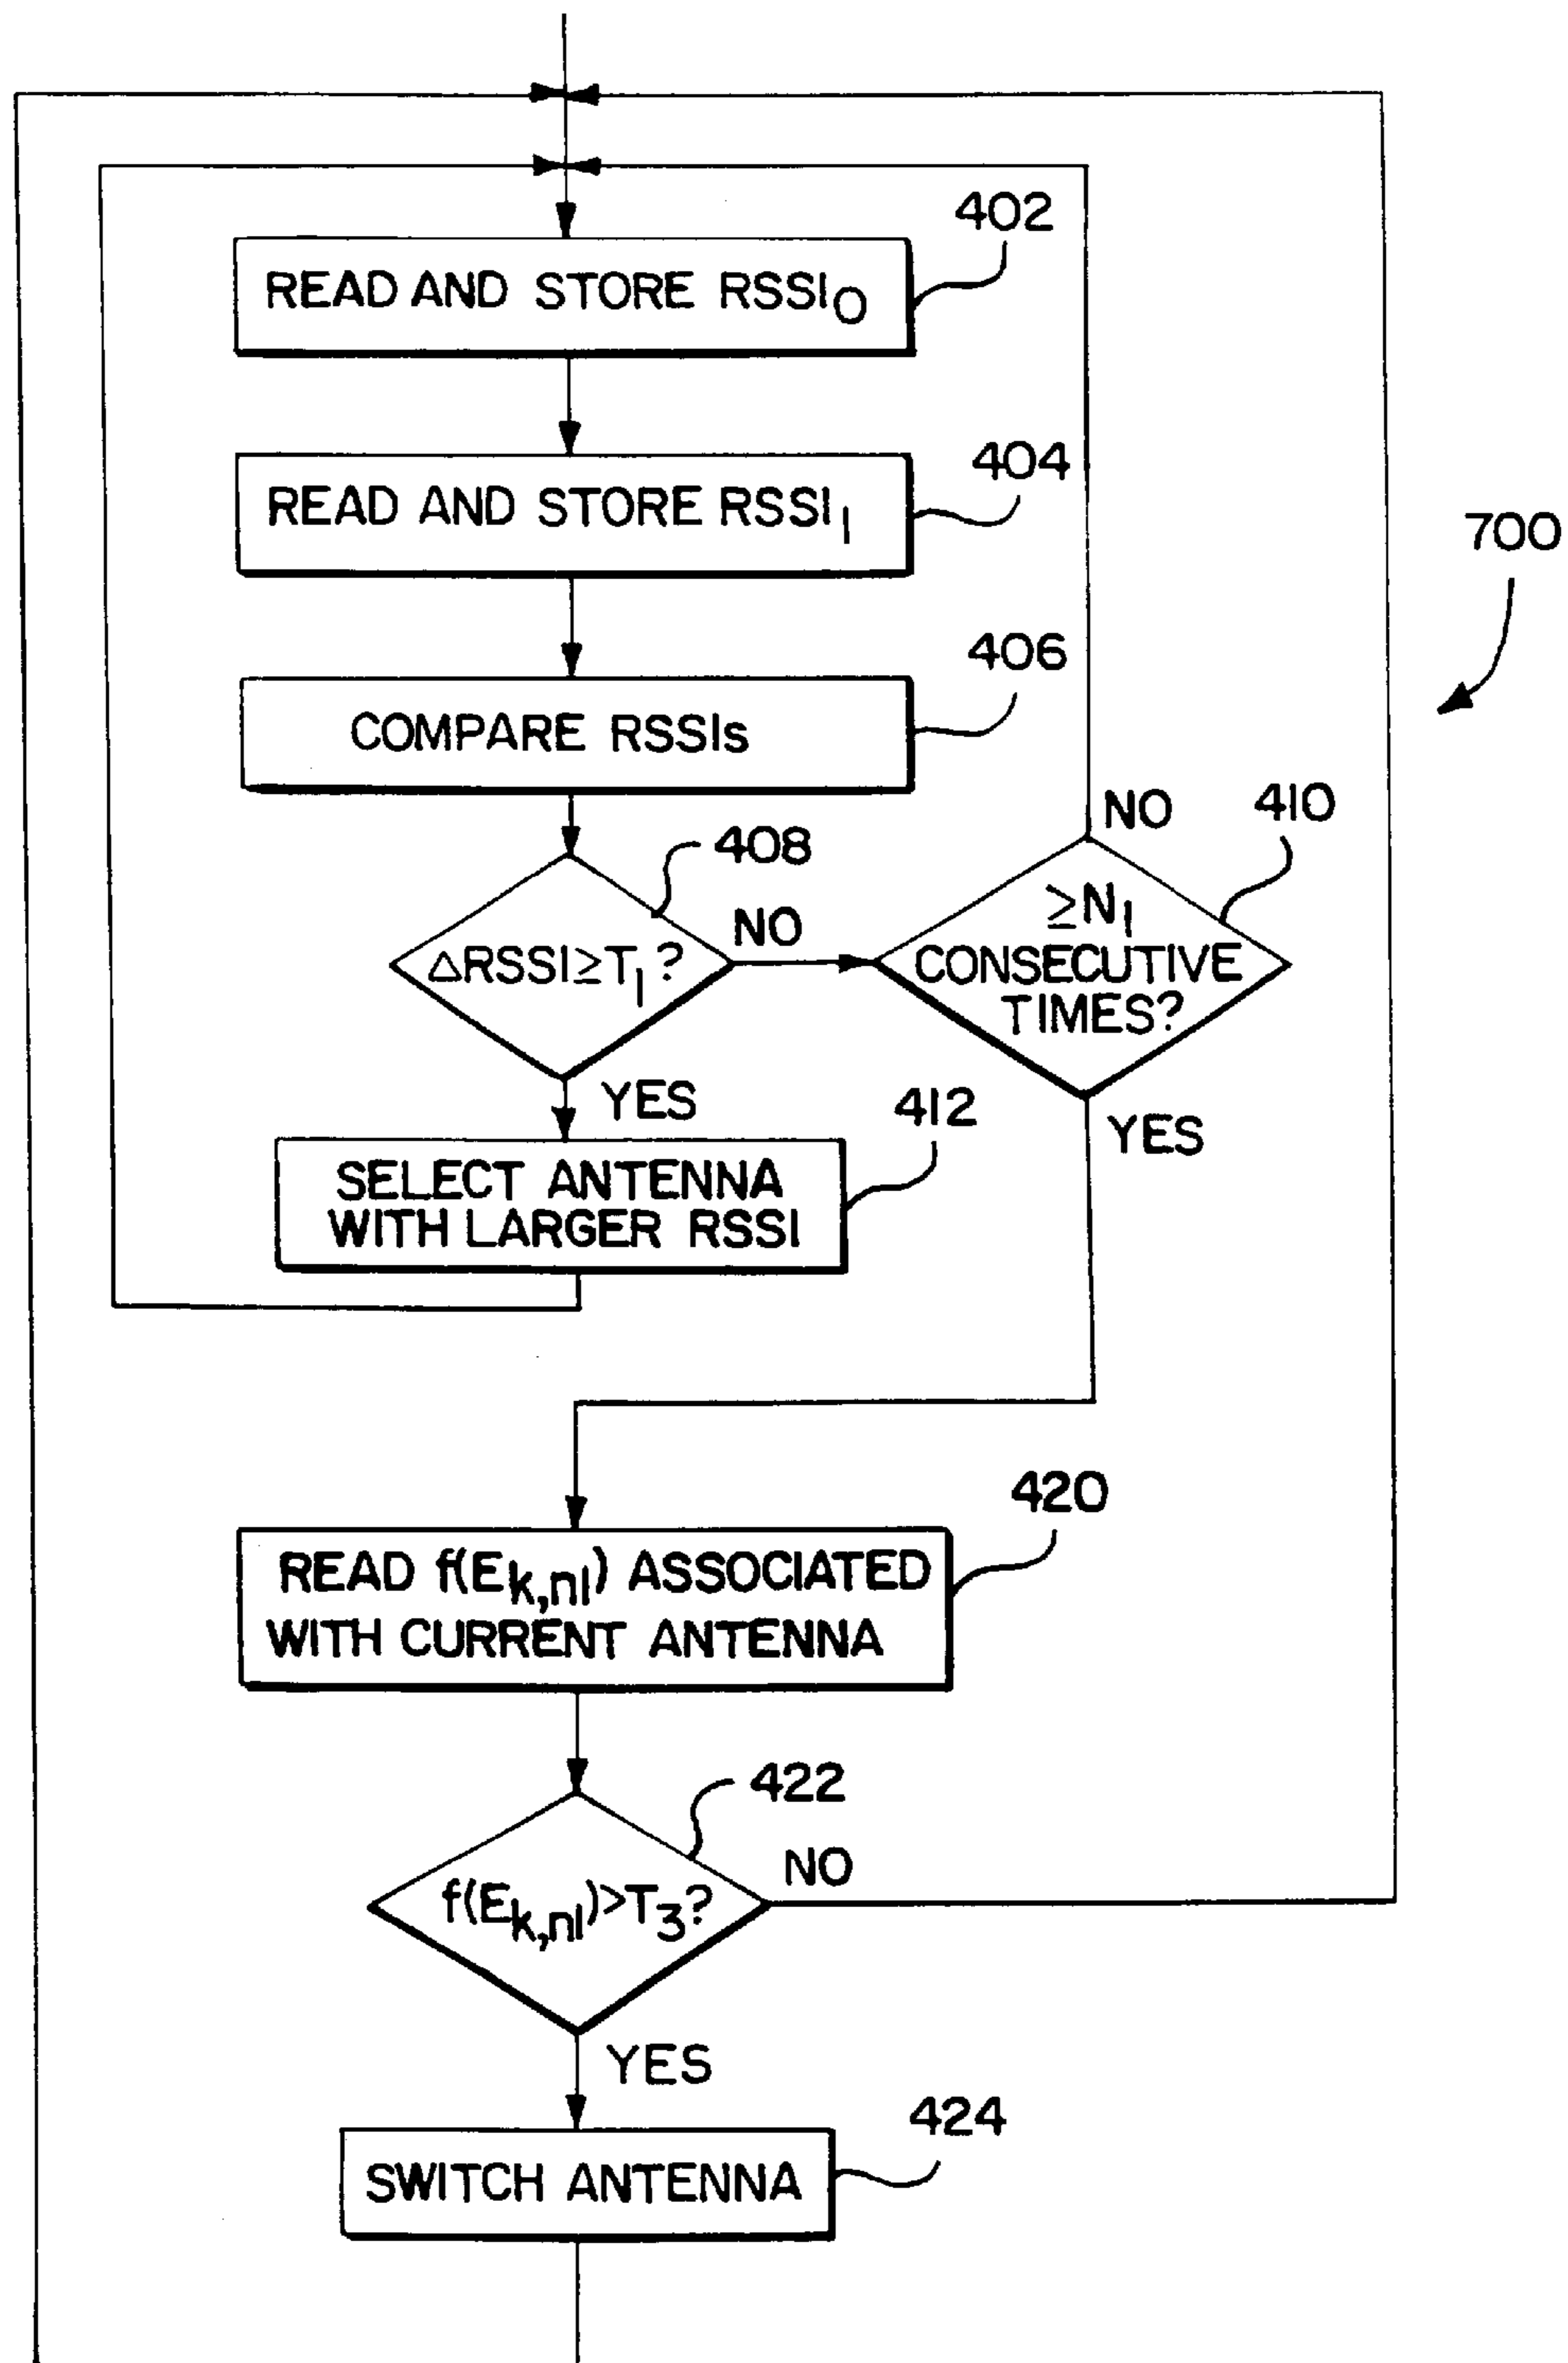 402
READ AND STORE RSSI0
404
READ AND STORE RSSI1
700
406
COMPARE RSSIs
408
NO
410
ΔRSSI≥T1?
NO
≥N1
CONSECUTIVE
TIMES?
YES
412
YES
SELECT ANTENNA
WITH LARGER RSSI
420
READ f(Ek,nl) ASSOCIATED
WITH CURRENT ANTENNA
422
NO
f(Ek,nl)>T3?
YES
424
SWITCH ANTENNA